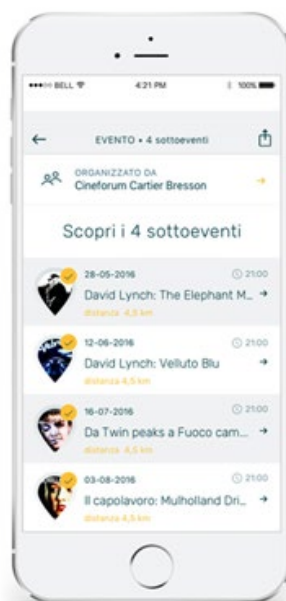 BELL 4:21 PM 100%
EVENTO • 4 sottoeventi
ORGANIZZATO DA
Cineforum Cartier Bresson
Scopri i 4 sottoeventi
28-05-2016 21:00
David Lynch: The Elephant M...
distanza 4,5 km
12-06-2016 21:00
David Lynch: Velluto Blu
distanza 4,5 km
16-07-2016 21:00
Da Twin peaks a Fuoco cam...
distanza 4,5 km
03-08-2016 21:00
Il capolavoro: Mulholland Dri...
distanza 4,5 km